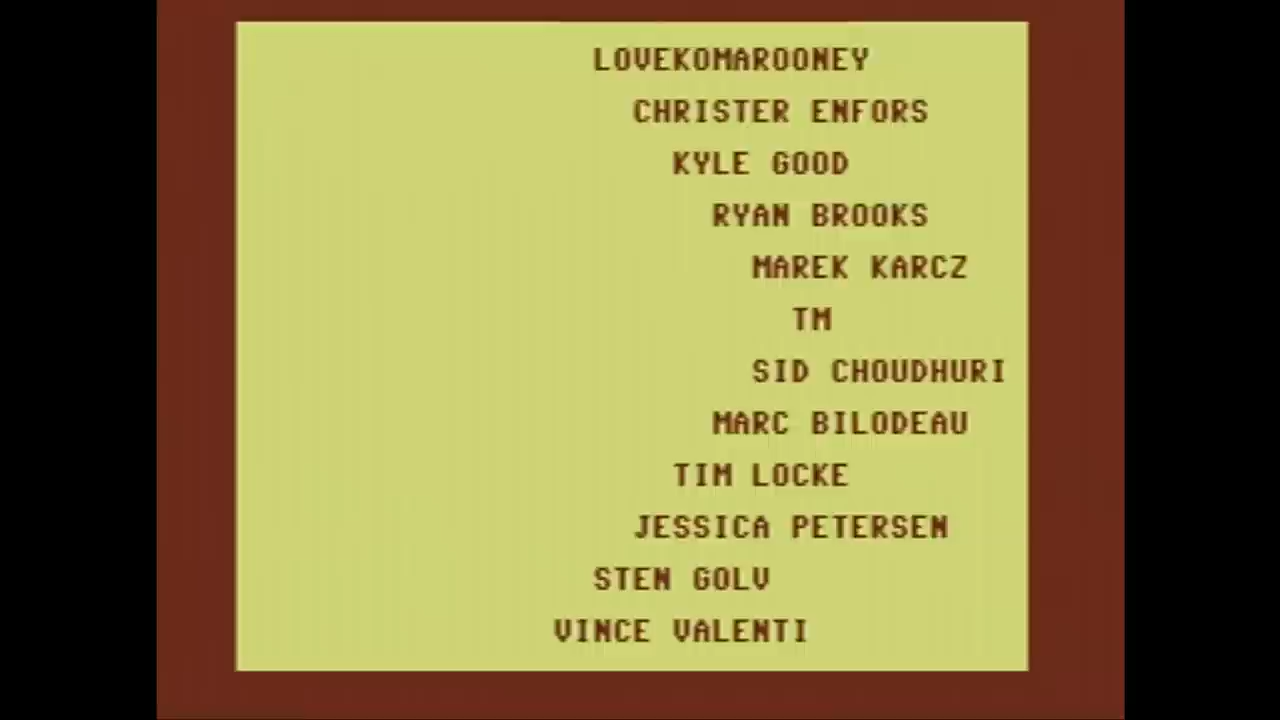 LOVEKOMAROONEY
CHRISTER ENFORS
KYLE GOOD
RYAN BROOKS
MAREK KARCZ
TM
SID CHOUDHURI
MARC BILODEAU
TIM LOCKE
JESSICA PETERSEN
STEN GOLV
VINCE VALENTI